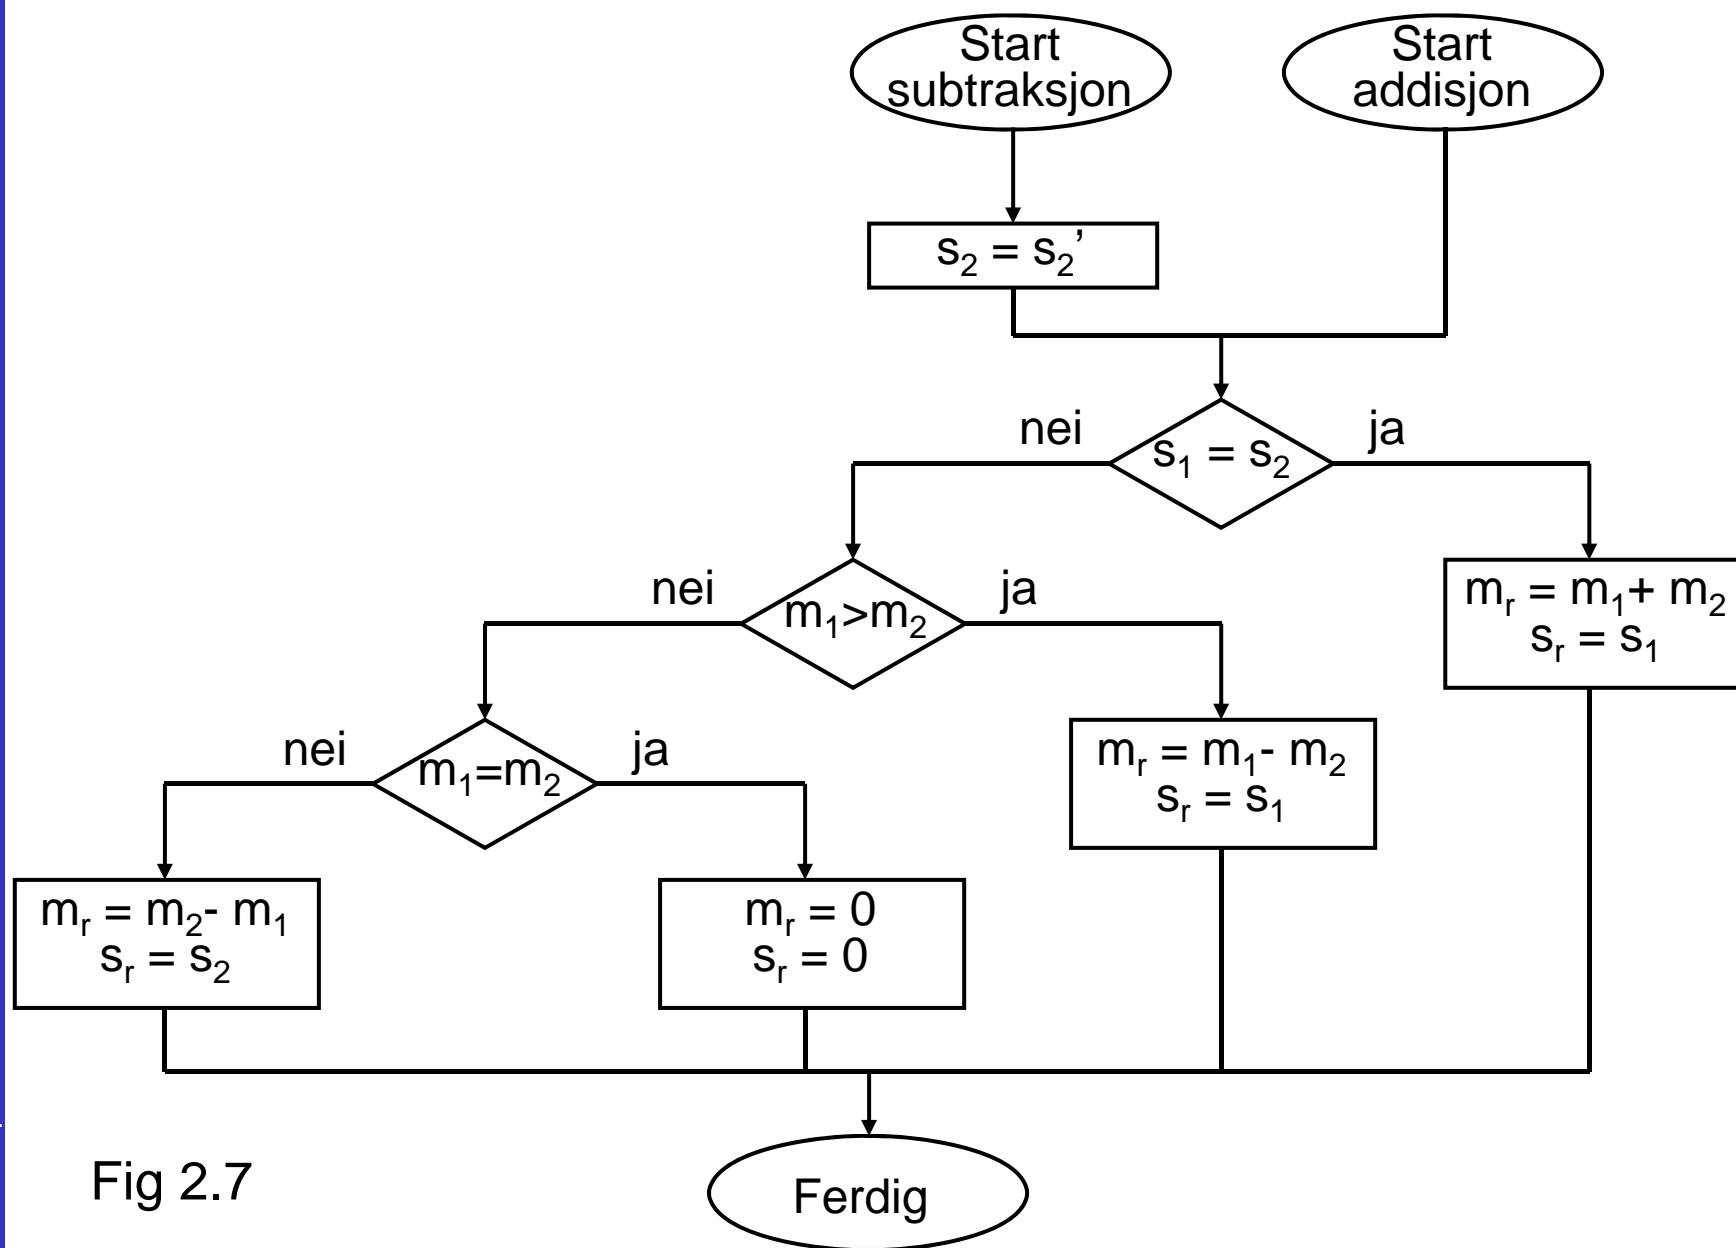 Start
subtraksjon
Start
addisjon
s₂ = s₂’
nei
s₁ = s₂
ja
nei
m₁>m₂
ja
mᵣ = m₁+ m₂
sᵣ = s₁
nei
m₁=m₂
ja
mᵣ = m₁- m₂
sᵣ = s₁
mᵣ = m₂- m₁
sᵣ = s₂
mᵣ = 0
sᵣ = 0
Fig 2.7
Ferdig